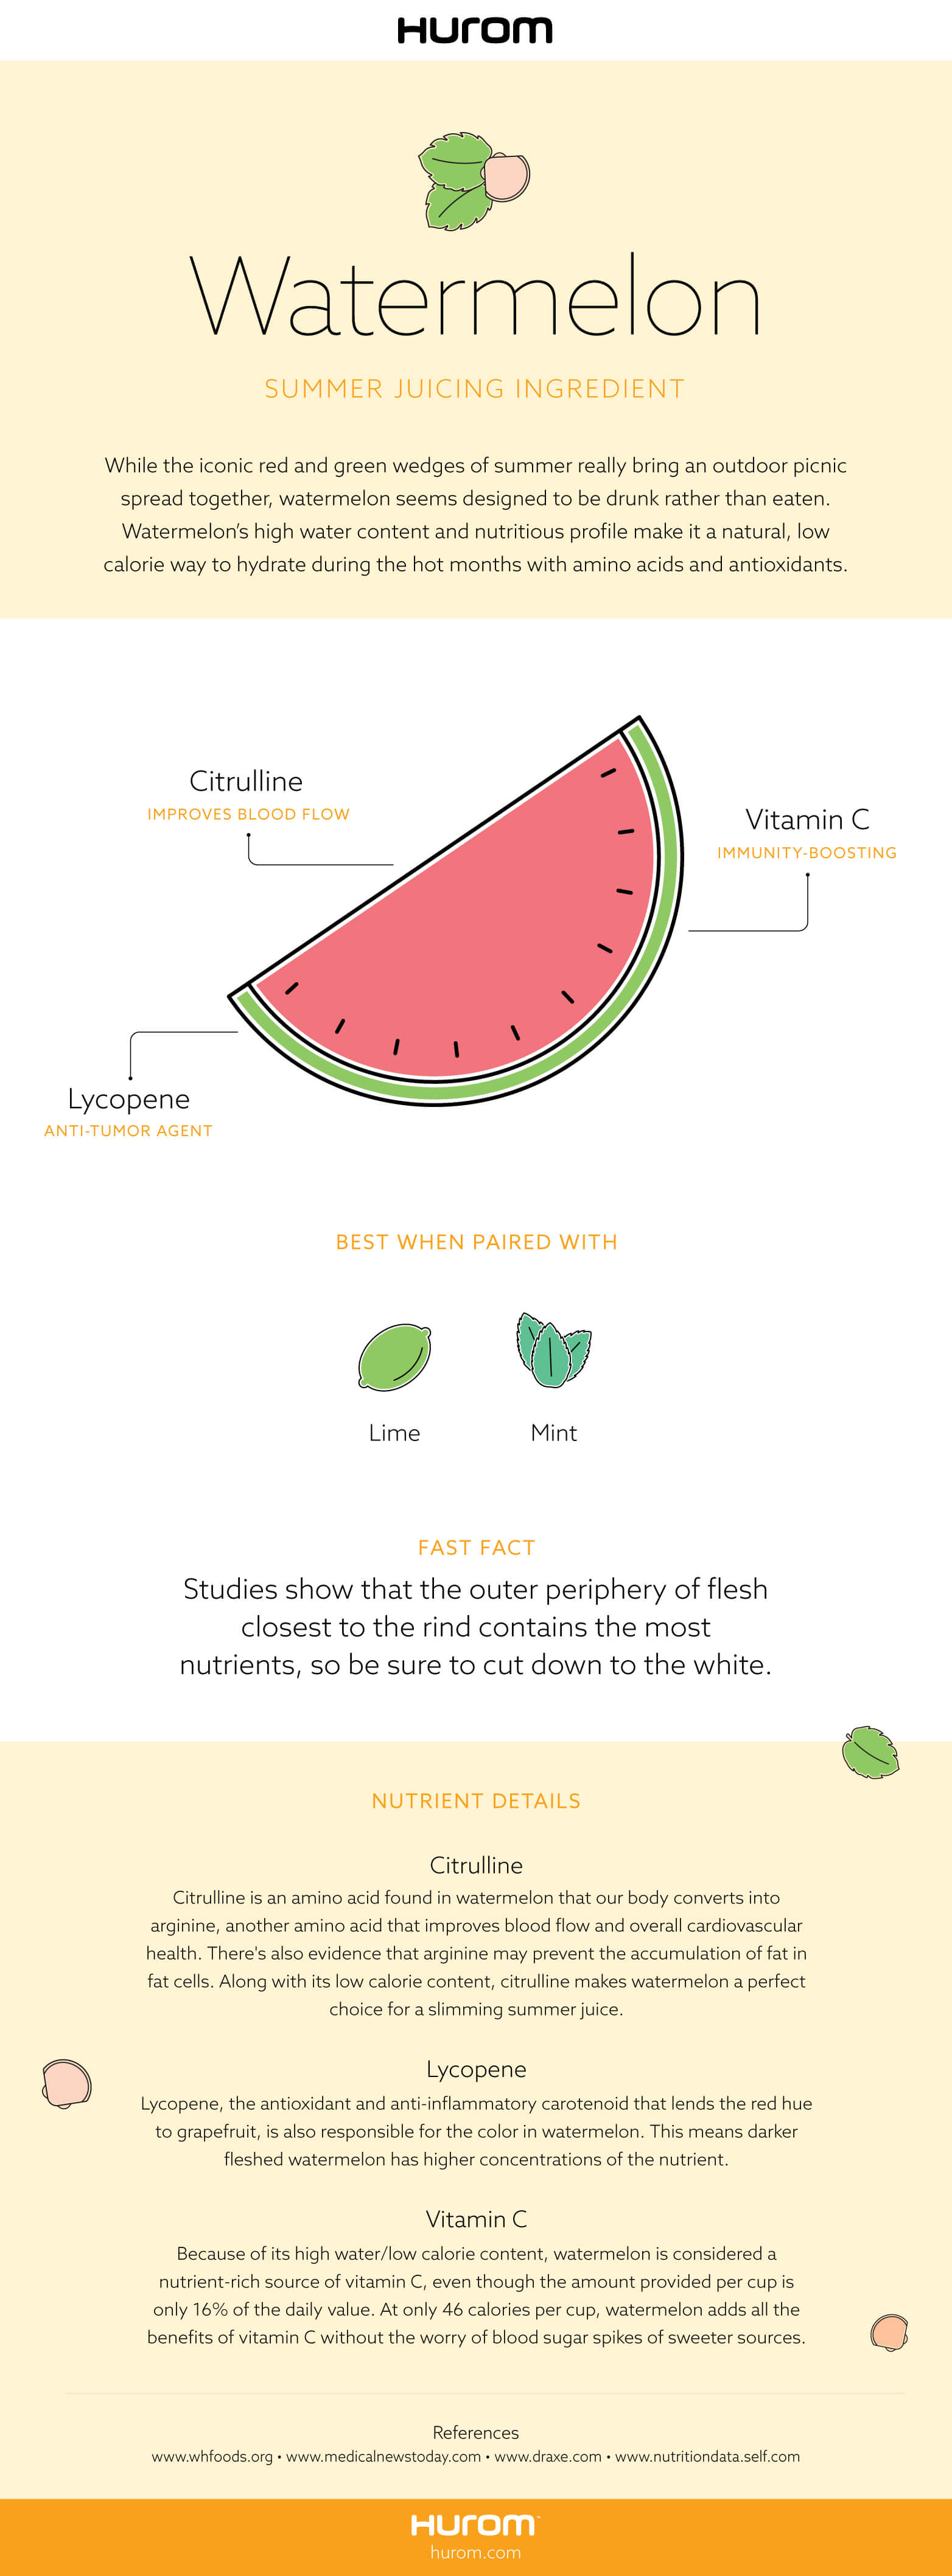 Hurom
Watermelon
SUMMER JUICING INGREDIENT
While the iconic red and green wedges of summer really bring an outdoor picnic
spread together, watermelon seems designed to be drunk rather than eaten.
Watermelon's high water content and nutritious profile make it a natural, low
calorie way to hydrate during the hot months with amino acids and antioxidants.
Citrulline
IMPROVES BLOOD FLOW
Vitamin C
IMMUNITY-BOOSTING
Lycopene
ANTI-TUMOR AGENT
BEST WHEN PAIRED WITH
Lime
Mint
FAST FACT
Studies show that the outer periphery of flesh
closest to the rind contains the most
nutrients, so be sure to cut down to the white.
NUTRIENT DETAILS
Citrulline
Citrulline is an amino acid found in watermelon that our body converts into
arginine, another amino acid that improves blood flow and overall cardiovascular
health. There's also evidence that arginine may prevent the accumulation of fat in
fat cells. Along with its low calorie content, citrulline makes watermelon a perfect
choice for a slimming summer juice.
Lycopene
Lycopene, the antioxidant and anti-inflammatory carotenoid that lends the red hue
to grapefruit, is also responsible for the color in watermelon. This means darker
fleshed watermelon has higher concentrations of the nutrient.
Vitamin C
Because of its high water/low calorie content, watermelon is considered a
nutrient-rich source of vitamin C, even though the amount provided per cup is
only 16% of the daily value. At only 46 calories per cup, watermelon adds all the
benefits of vitamin C without the worry of blood sugar spikes of sweeter sources.
References
www.whfoods.org • www.medicalnewstoday.com • www.draxe.com • www.nutritiondata.self.com
Hurom™
hurom.com